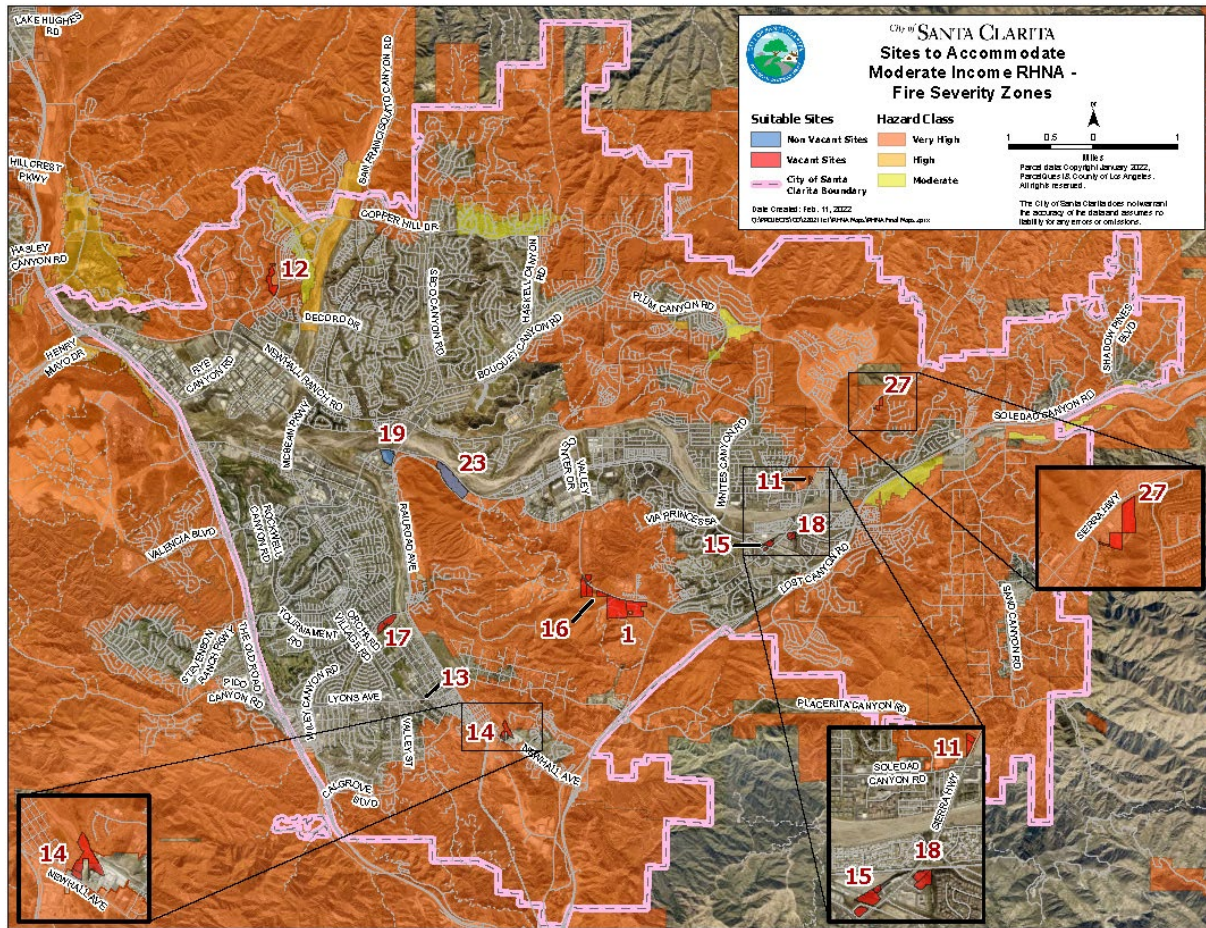 City of SANTA CLARITA
Sites to Accommodate
Moderate Income RHNA -
Fire Severity Zones
Suitable Sites
Non Vacant Sites
Vacant Sites
City of Santa
Clarita Boundary
Hazard Class
Very High
High
Moderate
N
1 0.5 0 1
Miles
Parcel data: Copyright January 2022,
ParcelQuest & County of Los Angeles.
All rights reserved.
The City of Santa Clarita does not warrant
the accuracy of the data and assumes no
liability for any errors or omissions.
Date Created: Feb. 11, 2022
LAKE HUGHES
RD
SAN FRANCISQUITO CANYON RD
HILLCREST
PKWY
COPPER HILL DR
HASLEY
CANYON RD
12
SECO CANYON RD
HASKELL CANYON
RD
PLUM CANYON RD
DECORO DR
SHADOW PINES
BLVD
HENRY
MAYO DR
RYE
CANYON RD
NEWHALL RANCH RD
BOUQUET CANYON RD
27
SOLEDAD CANYON RD
MCBEAN PKWY
19
23
VALLEY
CENTER DR
WHITES CANYON RD
11
27
SIERRA HWY
ROCKWELL
CANYON RD
RAILROAD AVE
VIA PRINCESSA
18
15
VALENCIA BLVD
LOST CANYON RD
SAND CANYON RD
16
1
STEVENSON
RANCH PKWY
TOURNAMENT
RD
ORCHARD
VILLAGE RD
17
THE OLD ROAD
PICO
CANYON RD
13
WILEY CANYON RD
LYONS AVE
PLACERITA CANYON RD
VALLEY ST
14
NEWHALL AVE
CALGROVE
BLVD
11
SOLEDAD
CANYON RD
SIERRA HWY
18
15
14
NEWHALL AVE